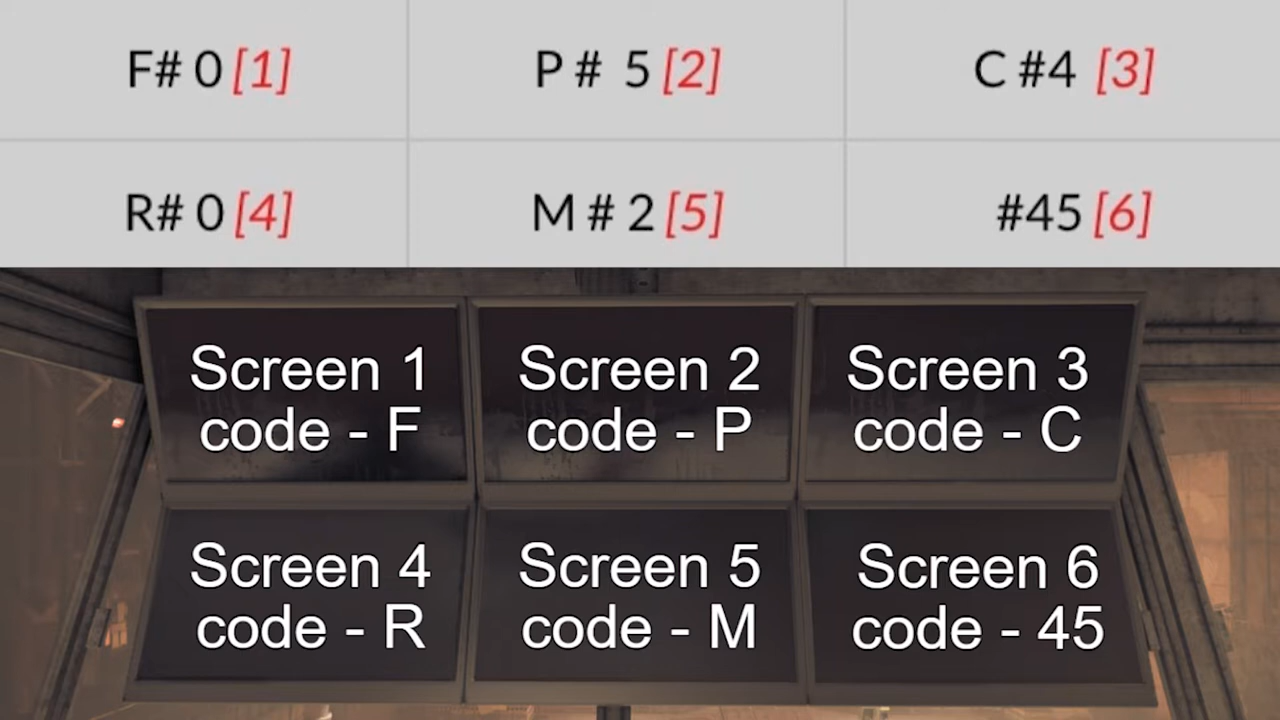 F# 0 [1]
P # 5 [2]
C #4 [3]
R# 0 [4]
M # 2 [5]
#45 [6]
Screen 1
code - F
Screen 2
code - P
Screen 3
code - C
Screen 4
code - R
Screen 5
code - M
Screen 6
code - 45